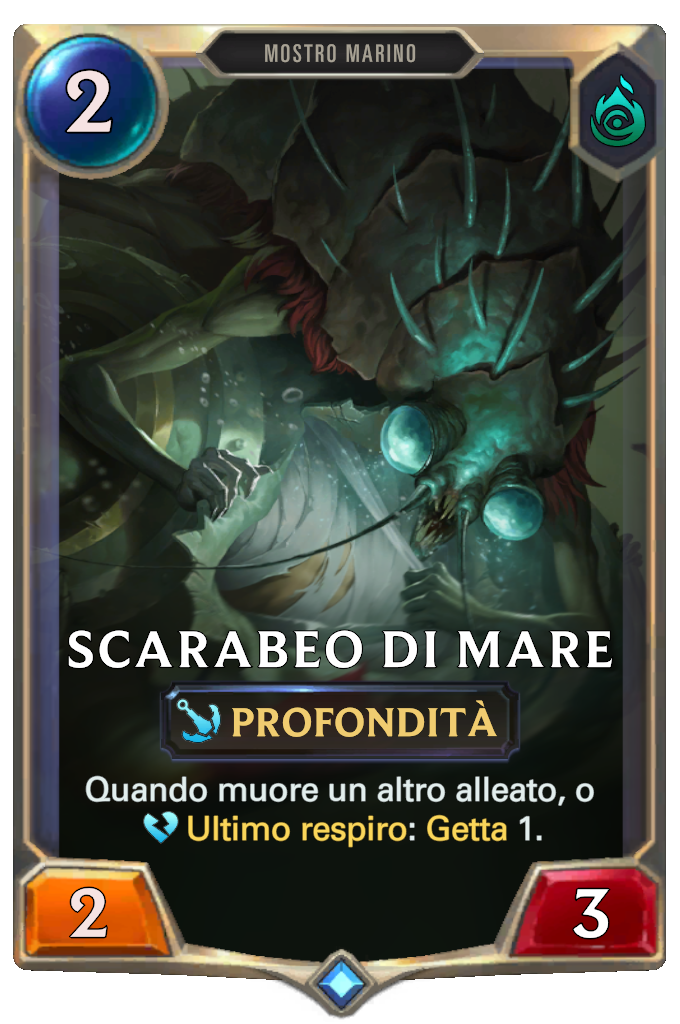 MOSTRO MARINO
2
SCARABEO DI MARE
PROFONDITÀ
Quando muore un altro alleato, o
Ultimo respiro: Getta 1.
2
3